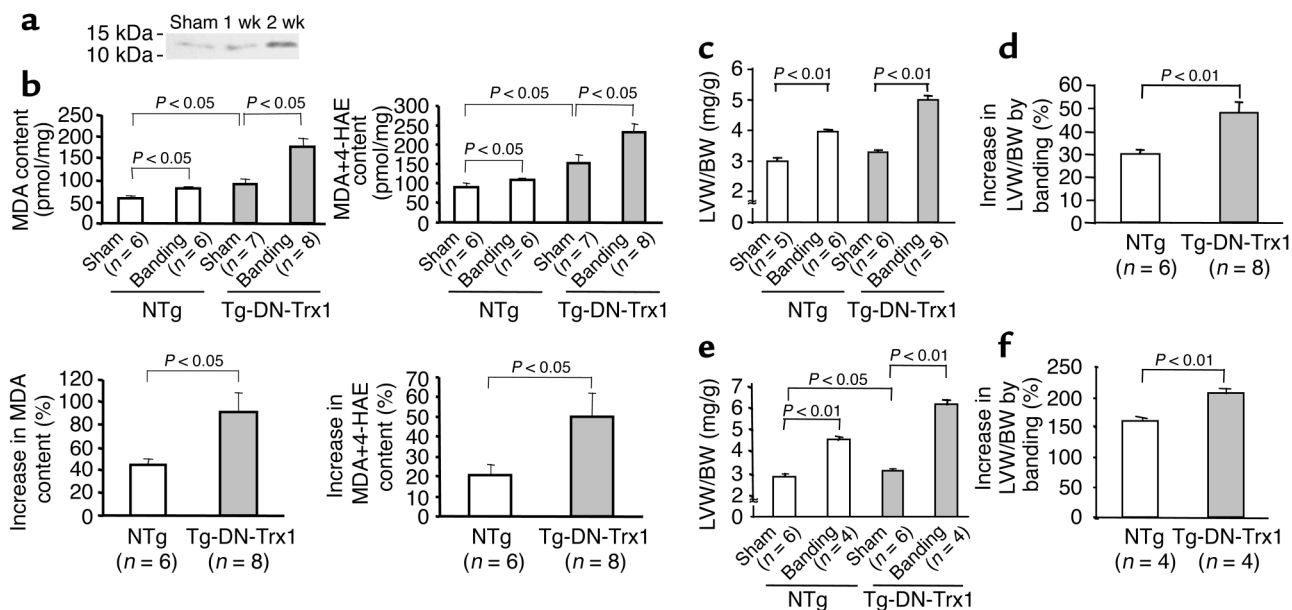 a
Sham 1 wk 2 wk
15 kDa -
10 kDa -
b
MDA content
(pmol/mg)
250
200
150
100
50
0
P < 0.05
P < 0.05
P < 0.05
Sham
(n = 6)
Banding
(n = 6)
Sham
(n = 7)
Banding
(n = 8)
NTg
Tg-DN-Trx1
MDA+4-HAE
content
(pmol/mg)
300
250
200
150
100
50
0
P < 0.05
P < 0.05
P < 0.05
Sham
(n = 6)
Banding
(n = 6)
Sham
(n = 7)
Banding
(n = 8)
NTg
Tg-DN-Trx1
Increase in MDA
content (%)
120
100
80
60
40
20
0
P < 0.05
NTg
(n = 6)
Tg-DN-Trx1
(n = 8)
Increase in
MDA+4-HAE
content (%)
70
60
50
40
30
20
10
0
P < 0.05
NTg
(n = 6)
Tg-DN-Trx1
(n = 8)
c
LVW/BW (mg/g)
6
5
4
3
2
0
P < 0.01
P < 0.01
Sham
(n = 5)
Banding
(n = 6)
Sham
(n = 6)
Banding
(n = 8)
NTg
Tg-DN-Trx1
d
Increase in
LVW/BW by
banding (%)
60
50
40
30
20
10
0
P < 0.01
NTg
(n = 6)
Tg-DN-Trx1
(n = 8)
e
LVW/BW (mg/g)
7
6
5
4
3
2
0
P < 0.05
P < 0.01
P < 0.01
Sham
(n = 6)
Banding
(n = 4)
Sham
(n = 6)
Banding
(n = 4)
NTg
Tg-DN-Trx1
f
Increase in
LVW/BW by
banding (%)
250
200
150
100
50
0
P < 0.01
NTg
(n = 4)
Tg-DN-Trx1
(n = 4)